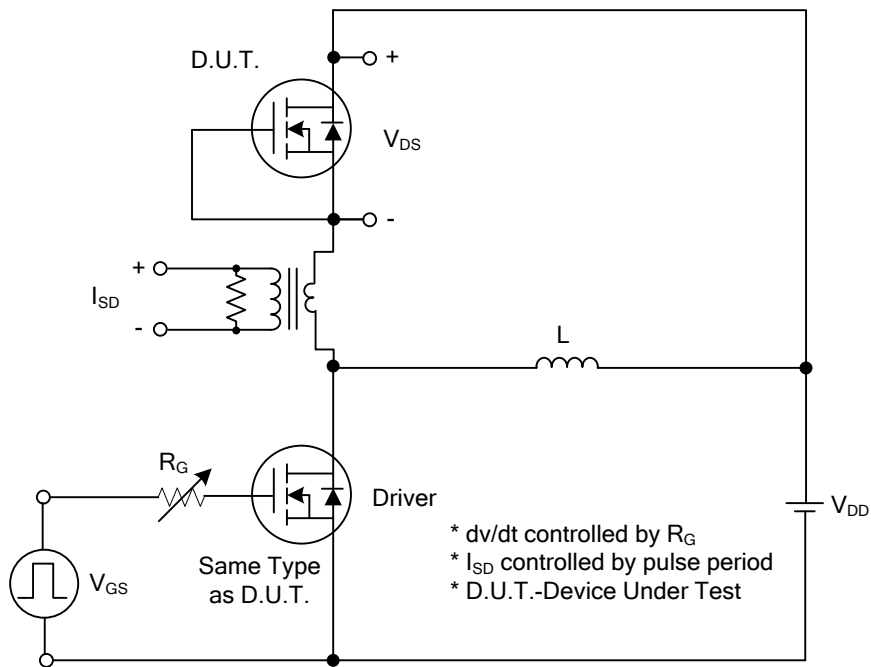 D.U.T.
+
V_DS
-
+
I_SD
-
L
R_G
Driver
V_DD
Same Type
as D.U.T.
V_GS
* dv/dt controlled by R_G
* I_SD controlled by pulse period
* D.U.T.-Device Under Test